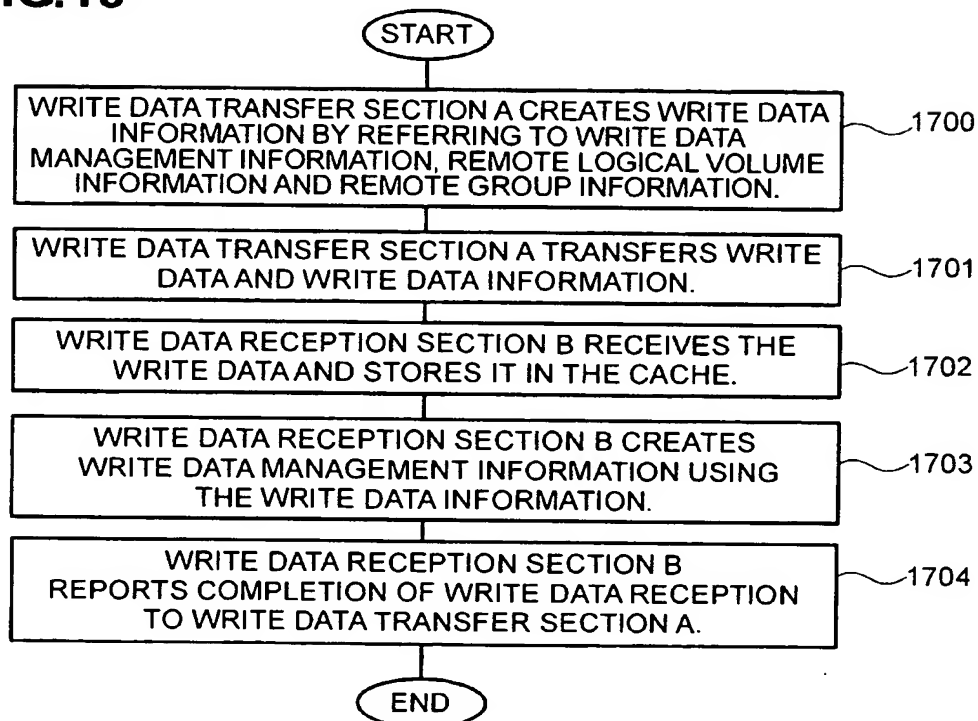 START
WRITE DATA TRANSFER SECTION A CREATES WRITE DATA
INFORMATION BY REFERRING TO WRITE DATA
MANAGEMENT INFORMATION, REMOTE LOGICAL VOLUME
INFORMATION AND REMOTE GROUP INFORMATION.
1700
WRITE DATA TRANSFER SECTION A TRANSFERS WRITE
DATA AND WRITE DATA INFORMATION.
1701
WRITE DATA RECEPTION SECTION B RECEIVES THE
WRITE DATA AND STORES IT IN THE CACHE.
1702
WRITE DATA RECEPTION SECTION B CREATES
WRITE DATA MANAGEMENT INFORMATION USING
THE WRITE DATA INFORMATION.
1703
WRITE DATA RECEPTION SECTION B
REPORTS COMPLETION OF WRITE DATA RECEPTION
TO WRITE DATA TRANSFER SECTION A.
1704
END